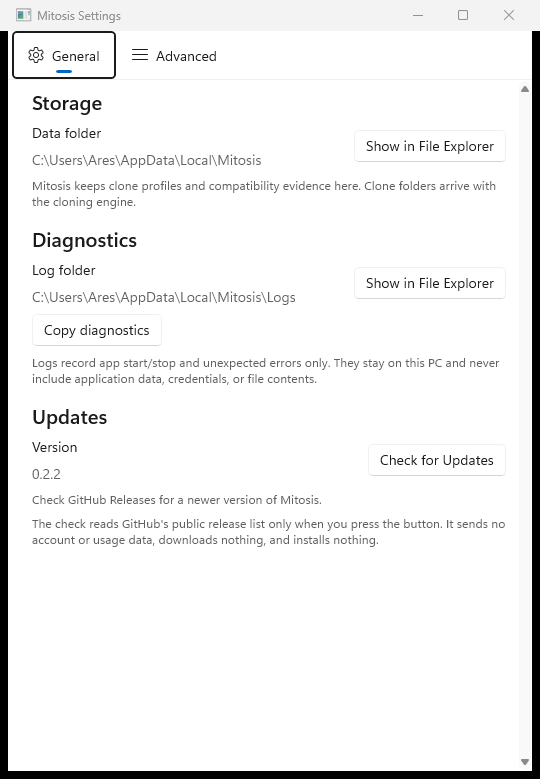 Mitosis Settings
General
Advanced
Storage
Data folder
C:\Users\Ares\AppData\Local\Mitosis
Show in File Explorer
Mitosis keeps clone profiles and compatibility evidence here. Clone folders arrive with
the cloning engine.
Diagnostics
Log folder
C:\Users\Ares\AppData\Local\Mitosis\Logs
Show in File Explorer
Copy diagnostics
Logs record app start/stop and unexpected errors only. They stay on this PC and never
include application data, credentials, or file contents.
Updates
Version
0.2.2
Check for Updates
Check GitHub Releases for a newer version of Mitosis.
The check reads GitHub's public release list only when you press the button. It sends no
account or usage data, downloads nothing, and installs nothing.